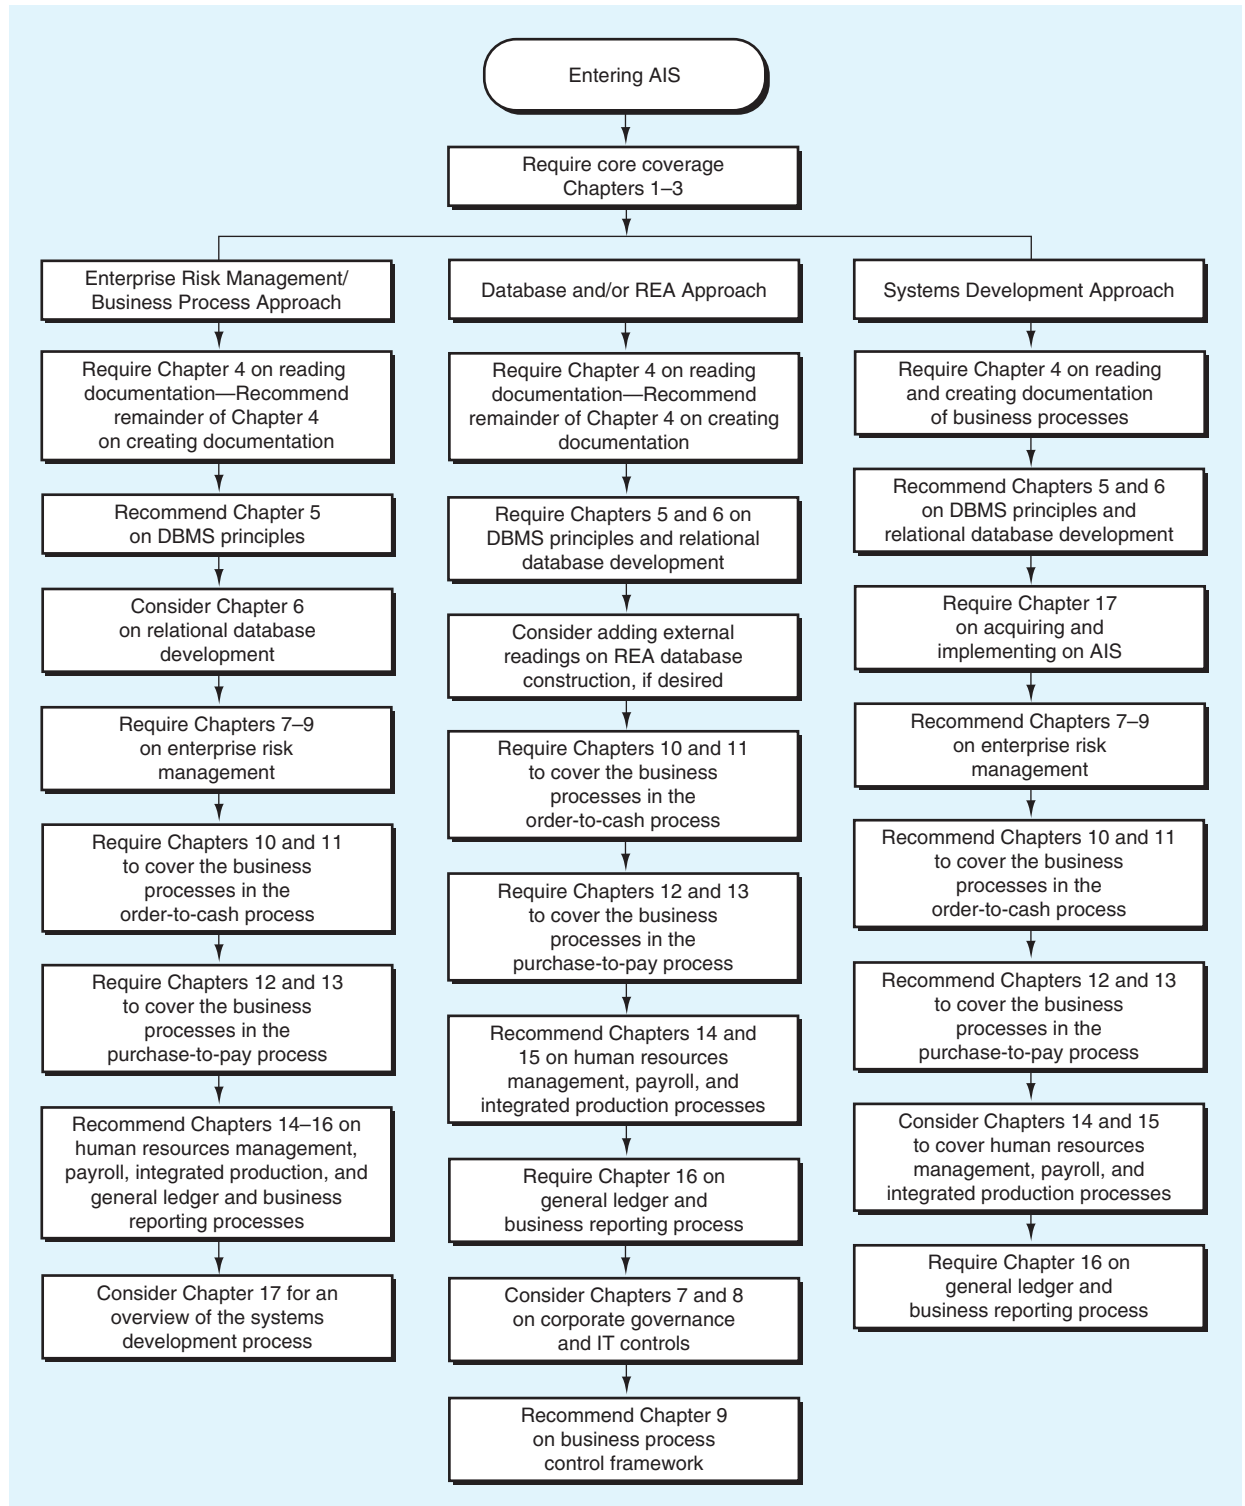 Entering AIS
Require core coverage
Chapters 1–3
Enterprise Risk Management/
Business Process Approach
Require Chapter 4 on reading
documentation—Recommend
remainder of Chapter 4
on creating documentation
Recommend Chapter 5
on DBMS principles
Consider Chapter 6
on relational database
development
Require Chapters 7–9
on enterprise risk
management
Require Chapters 10 and 11
to cover the business
processes in the
order-to-cash process
Require Chapters 12 and 13
to cover the business
processes in the
purchase-to-pay process
Recommend Chapters 14–16 on
human resources management,
payroll, integrated production, and
general ledger and business
reporting processes
Consider Chapter 17 for an
overview of the systems
development process
Database and/or REA Approach
Require Chapter 4 on reading
documentation—Recommend
remainder of Chapter 4 on creating
documentation
Require Chapters 5 and 6 on
DBMS principles and relational
database development
Consider adding external
readings on REA database
construction, if desired
Require Chapters 10 and 11
to cover the business
processes in the
order-to-cash process
Require Chapters 12 and 13
to cover the business
processes in the
purchase-to-pay process
Recommend Chapters 14 and
15 on human resources
management, payroll, and
integrated production processes
Require Chapter 16 on
general ledger and
business reporting process
Consider Chapters 7 and 8
on corporate governance
and IT controls
Recommend Chapter 9
on business process
control framework
Systems Development Approach
Require Chapter 4 on reading
and creating documentation
of business processes
Recommend Chapters 5 and 6
on DBMS principles and
relational database development
Require Chapter 17
on acquiring and
implementing on AIS
Recommend Chapters 7–9
on enterprise risk
management
Recommend Chapters 10 and 11
to cover the business
processes in the
order-to-cash process
Recommend Chapters 12 and 13
to cover the business
processes in the
purchase-to-pay process
Consider Chapters 14 and 15
to cover human resources
management, payroll, and
integrated production processes
Require Chapter 16 on
general ledger and
business reporting process